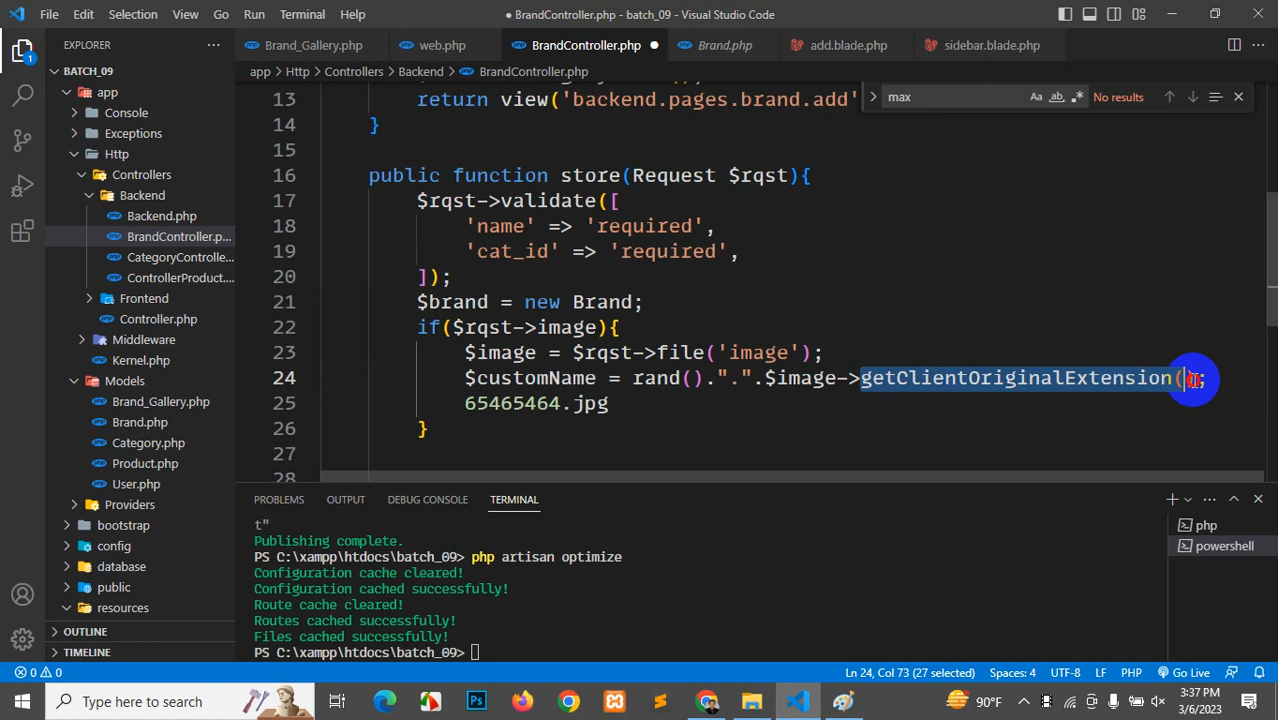 File Edit Selection View Go Run Terminal Help
● BrandController.php - batch_09 - Visual Studio Code
EXPLORER
Brand_Gallery.php web.php BrandController.php Brand.php add.blade.php sidebar.blade.php
app > Http > Controllers > Backend > BrandController.php
BATCH_09
app
Console
Exceptions
Http
Controllers
Backend
Backend.php
BrandController.p...
CategoryControlle...
ControllerProduct....
Frontend
Controller.php
Middleware
Kernel.php
Models
Brand_Gallery.php
Brand.php
Category.php
Product.php
User.php
Providers
bootstrap
config
database
public
resources
OUTLINE
TIMELINE
max Aa ab No results
13 return view('backend.pages.brand.add'
14 }
15
16 public function store(Request $rqst){
17 $rqst->validate([
18 'name' => 'required',
19 'cat_id' => 'required',
20 ]);
21 $brand = new Brand;
22 if($rqst->image){
23 $image = $rqst->file('image');
24 $customName = rand().".".$image->getClientOriginalExtension();
25 65465464.jpg
26 }
27
28
PROBLEMS OUTPUT DEBUG CONSOLE TERMINAL
t"
Publishing complete.
PS C:\xampp\htdocs\batch_09> php artisan optimize
Configuration cache cleared!
Configuration cached successfully!
Route cache cleared!
Routes cached successfully!
Files cached successfully!
PS C:\xampp\htdocs\batch_09>
php
powershell
0 0 Ln 24, Col 73 (27 selected) Spaces: 4 UTF-8 LF PHP Go Live
Type here to search
90°F
3:37 PM
3/6/2023